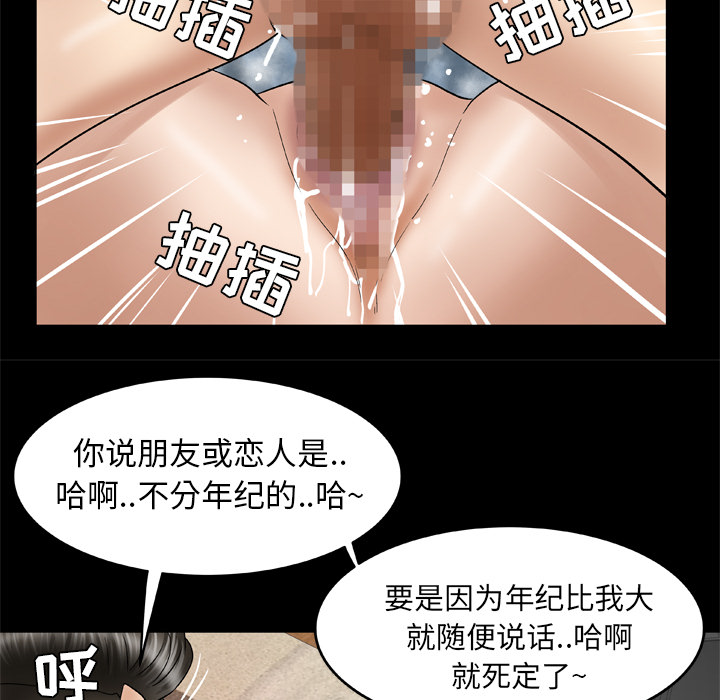 抽插
抽插
抽插
你说朋友或恋人是..
哈啊..不分年纪的..哈~
要是因为年纪比我大
就随便说话..哈啊
就死定了~
呼